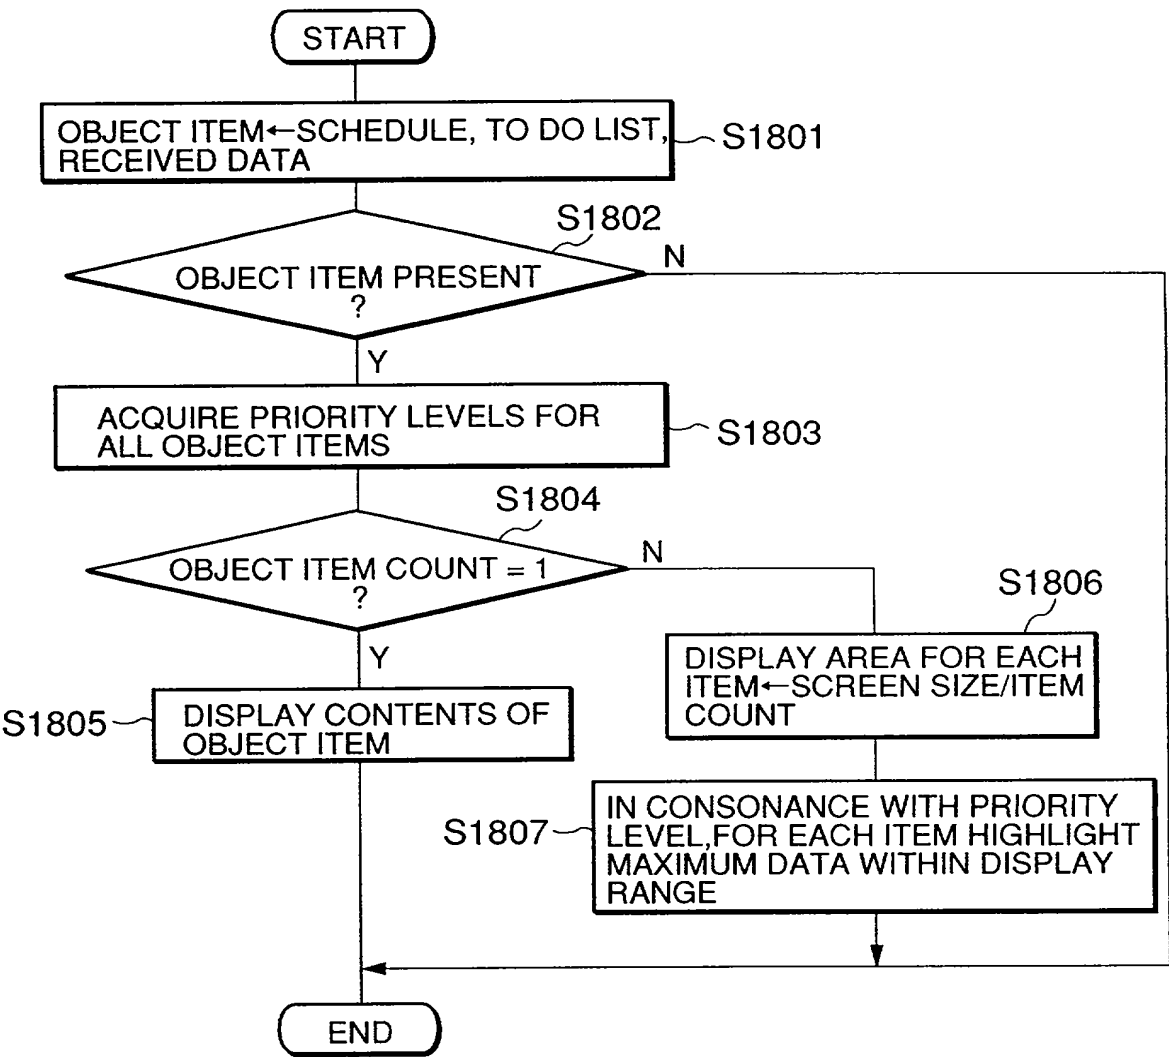 START
OBJECT ITEM←SCHEDULE, TO DO LIST,
RECEIVED DATA
S1801
S1802
OBJECT ITEM PRESENT
?
N
Y
ACQUIRE PRIORITY LEVELS FOR
ALL OBJECT ITEMS
S1803
S1804
OBJECT ITEM COUNT = 1
?
N
Y
S1805
DISPLAY CONTENTS OF
OBJECT ITEM
S1806
DISPLAY AREA FOR EACH
ITEM←SCREEN SIZE/ITEM
COUNT
S1807
IN CONSONANCE WITH PRIORITY
LEVEL,FOR EACH ITEM HIGHLIGHT
MAXIMUM DATA WITHIN DISPLAY
RANGE
END